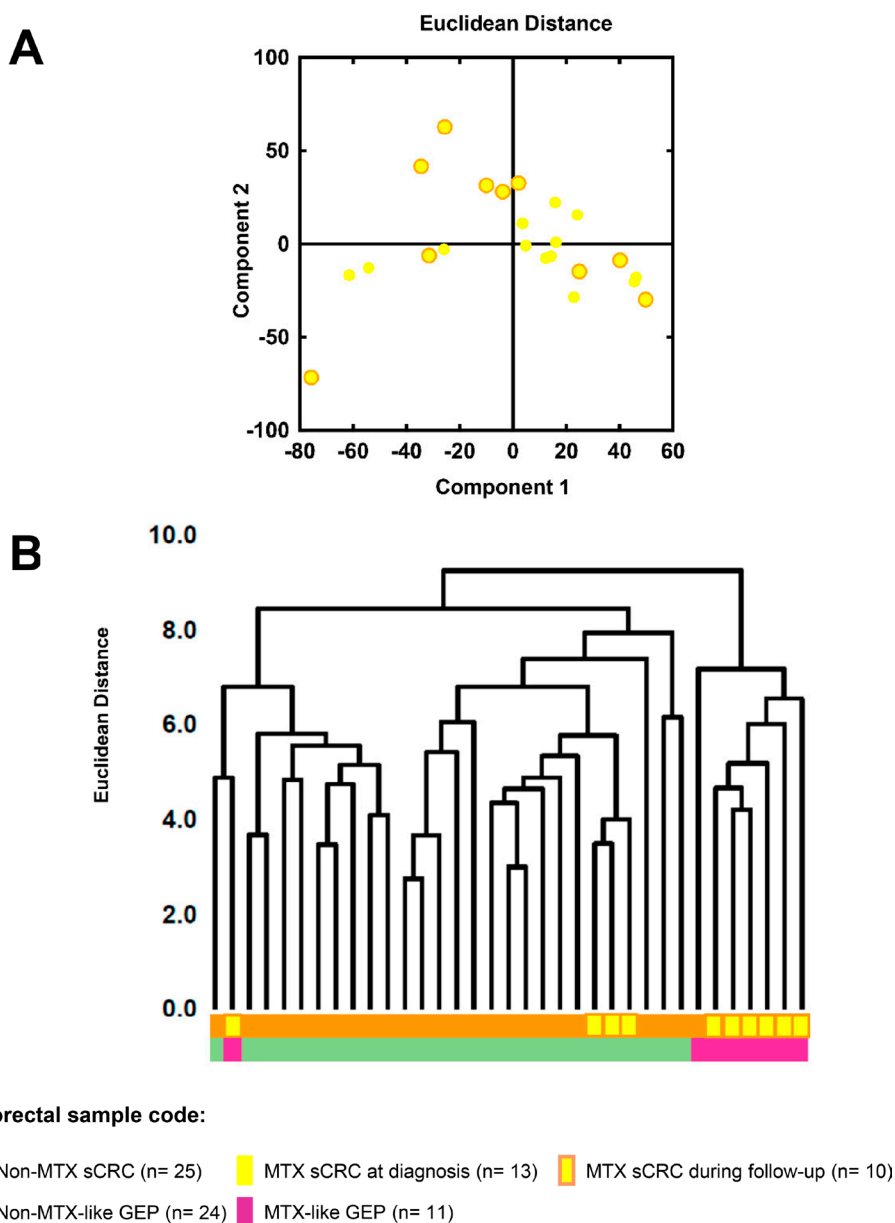 A
Euclidean Distance
100
50
0
-50
-100
Component 2
-80 -60 -40 -20 0 20 40 60
Component 1
B
10.0
8.0
6.0
4.0
2.0
0.0
Euclidean Distance
orectal sample code:
Non-MTX sCRC (n= 25) MTX sCRC at diagnosis (n= 13) MTX sCRC during follow-up (n= 10)
Non-MTX-like GEP (n= 24) MTX-like GEP (n= 11)